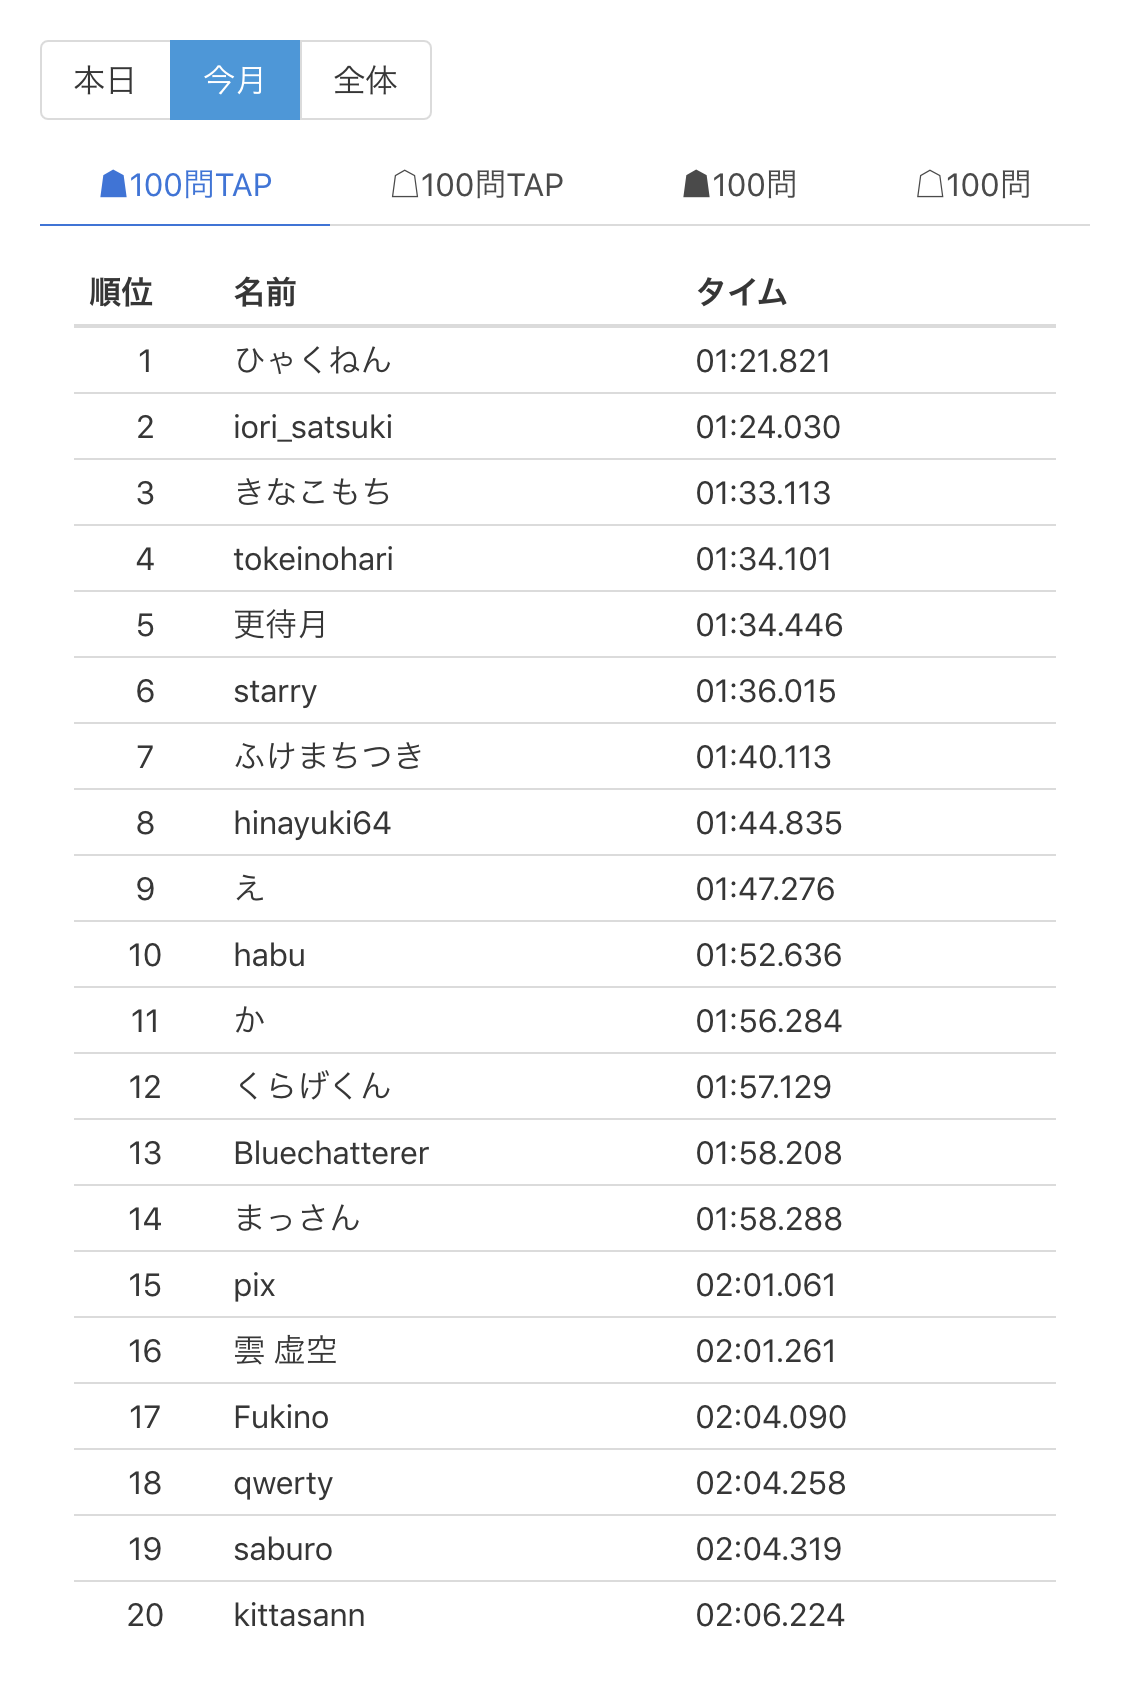 本日 今月 全体
☗100問TAP ☖100問TAP ☗100問 ☖100問
順位 名前 タイム
1 ひゃくねん 01:21.821
2 iori_satsuki 01:24.030
3 きなこもち 01:33.113
4 tokeinohari 01:34.101
5 更待月 01:34.446
6 starry 01:36.015
7 ふけまちつき 01:40.113
8 hinayuki64 01:44.835
9 え 01:47.276
10 habu 01:52.636
11 か 01:56.284
12 くらげくん 01:57.129
13 Bluechatterer 01:58.208
14 まっさん 01:58.288
15 pix 02:01.061
16 雲 虚空 02:01.261
17 Fukino 02:04.090
18 qwerty 02:04.258
19 saburo 02:04.319
20 kittasann 02:06.224